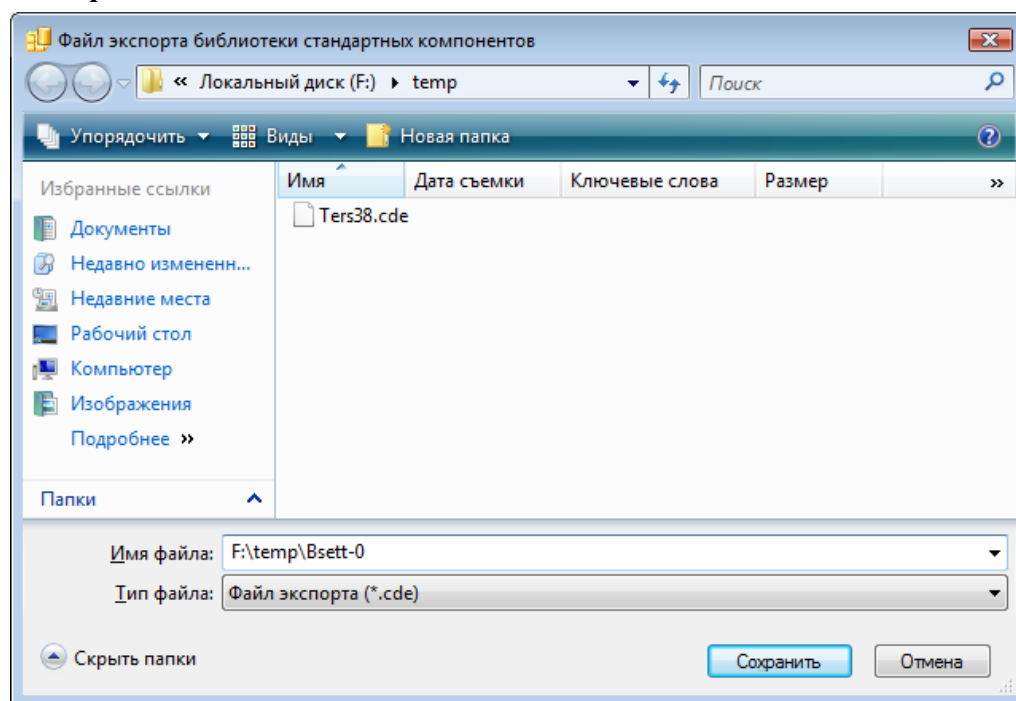 Файл экспорта библиотеки стандартных компонентов
« Локальный диск (F:) temp Поиск
Упорядочить Виды Новая папка
Избранные ссылки
Имя Дата съемки Ключевые слова Размер »
Ters38.cde
Документы
Недавно измененн...
Недавние места
Рабочий стол
Компьютер
Изображения
Подробнее »
Папки
Имя файла: F:\temp\Bsett-0
Тип файла: Файл экспорта (*.cde)
Скрыть папки Сохранить Отмена